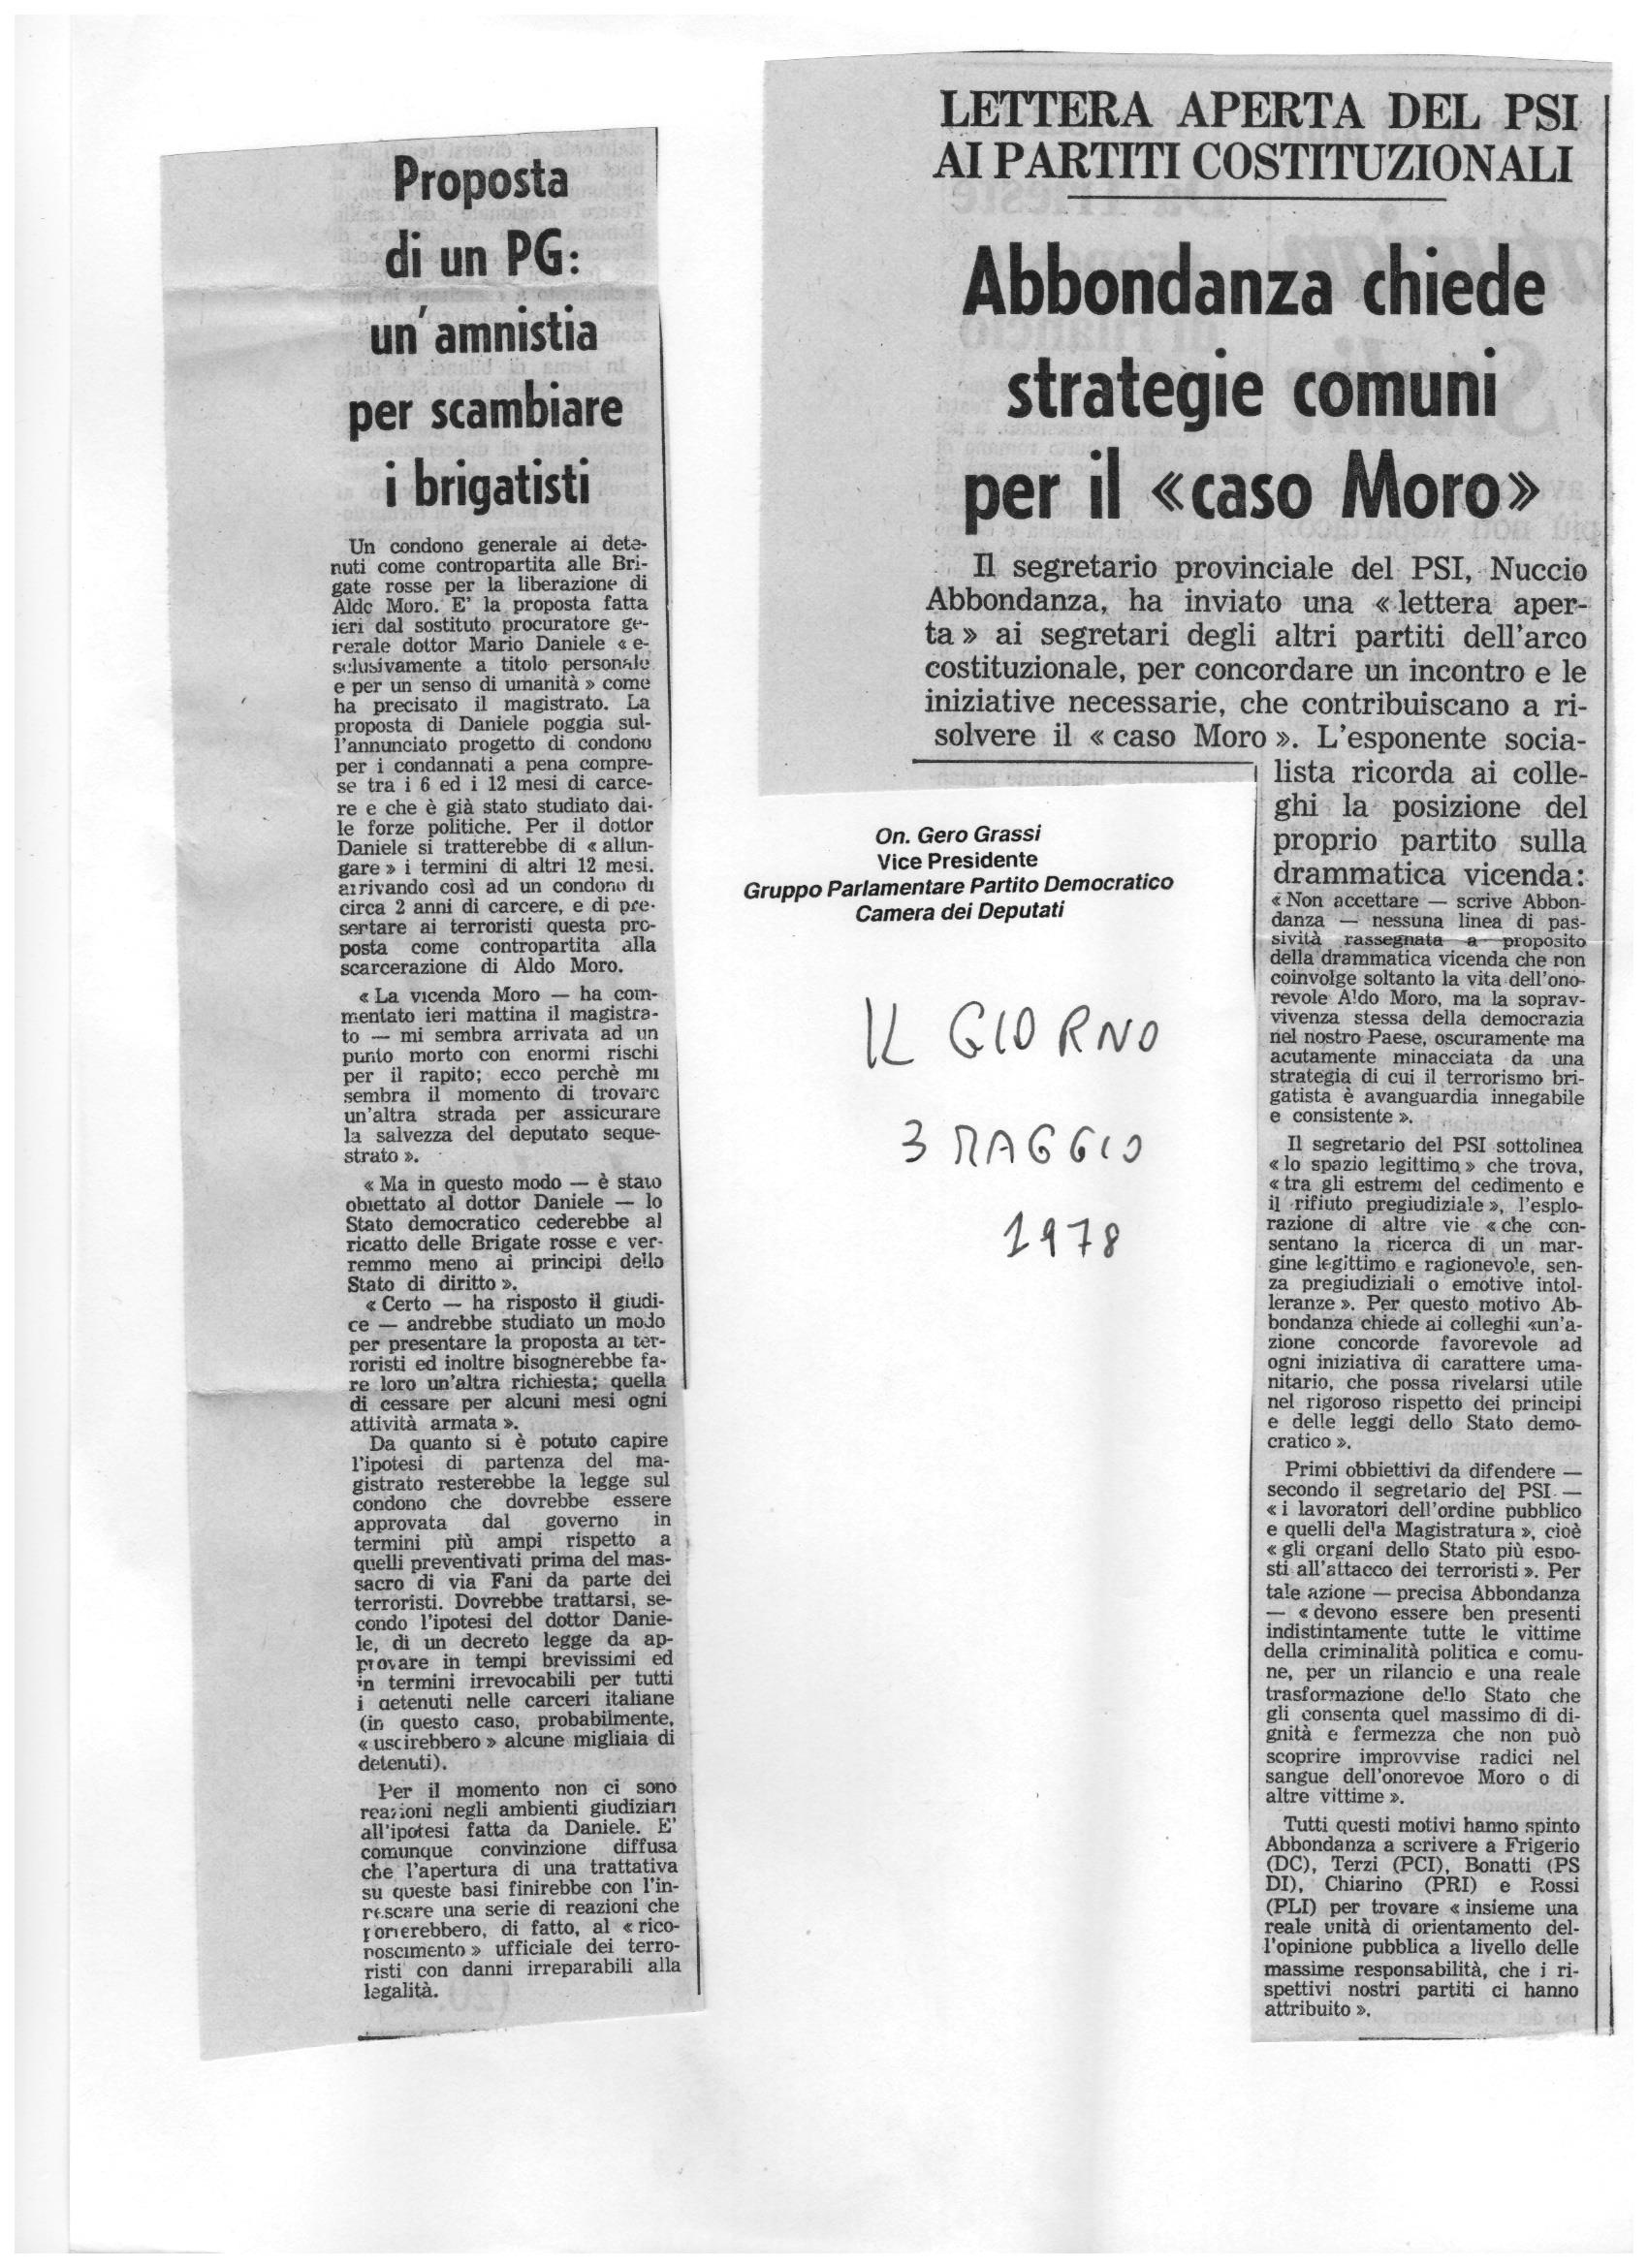 Proposta
di un PG:
un'amnistia
per scambiare
i brigatisti
Un condono generale ai dete-
nuti come contropartita alle Bri-
gate rosse per la liberazione di
Aldo Moro. E' la proposta fatta
ieri dal sostituto procuratore ge-
nerale dottor Mario Daniele « e-
sclusivamente a titolo personale
e per un senso di umanità » come
ha precisato il magistrato. La
proposta di Daniele poggia sul-
l'annunciato progetto di condono
per i condannati a pena compre-
se tra i 6 ed i 12 mesi di carce-
re e che è già stato studiato dal-
le forze politiche. Per il dottor
Daniele si tratterebbe di « allun-
gare » i termini di altri 12 mesi.
arrivando così ad un condono di
circa 2 anni di carcere, e di pre-
sertare ai terroristi questa pro-
posta come contropartita alla
scarcerazione di Aldo Moro.
« La vicenda Moro — ha com-
mentato ieri mattina il magistra-
to — mi sembra arrivata ad un
punto morto con enormi rischi
per il rapito; ecco perchè mi
sembra il momento di trovare
un'altra strada per assicurare
la salvezza del deputato seque-
strato ».
« Ma in questo modo — è stato
obiettato al dottor Daniele — lo
Stato democratico cederebbe al
ricatto delle Brigate rosse e ver-
remmo meno ai principi dello
Stato di diritto ».
« Certo — ha risposto il giudi-
ce — andrebbe studiato un modo
per presentare la proposta ai ter-
roristi ed inoltre bisognerebbe fa-
re loro un'altra richiesta; quella
di cessare per alcuni mesi ogni
attività armata ».
Da quanto si è potuto capire
l'ipotesi di partenza del ma-
gistrato resterebbe la legge sul
condono che dovrebbe essere
approvata dal governo in
termini più ampi rispetto a
quelli preventivati prima del mas-
sacro di via Fani da parte dei
terroristi. Dovrebbe trattarsi, se-
condo l'ipotesi del dottor Danie-
le, di un decreto legge da ap-
provare in tempi brevissimi ed
in termini irrevocabili per tutti
i detenuti nelle carceri italiane
(in questo caso, probabilmente,
« uscirebbero » alcune migliaia di
detenuti).
Per il momento non ci sono
reazioni negli ambienti giudiziari
all'ipotesi fatta da Daniele. E'
comunque convinzione diffusa
che l'apertura di una trattativa
su queste basi finirebbe con l'in-
nescare una serie di reazioni che
porterebbero, di fatto, al « rico-
noscimento » ufficiale dei terro-
risti con danni irreparabili alla
legalità.
LETTERA APERTA DEL PSI
AI PARTITI COSTITUZIONALI
Abbondanza chiede
strategie comuni
per il «caso Moro»
Il segretario provinciale del PSI, Nuccio
Abbondanza, ha inviato una « lettera aper-
ta » ai segretari degli altri partiti dell'arco
costituzionale, per concordare un incontro e le
iniziative necessarie, che contribuiscano a ri-
solvere il « caso Moro ». L'esponente socia-
lista ricorda ai colle-
ghi la posizione del
proprio partito sulla
drammatica vicenda:
« Non accettare — scrive Abbon-
danza — nessuna linea di pas-
sività rassegnata a proposito
della drammatica vicenda che non
coinvolge soltanto la vita dell'ono-
revole Aldo Moro, ma la soprav-
vivenza stessa della democrazia
nel nostro Paese, oscuramente ma
acutamente minacciata da una
strategia di cui il terrorismo bri-
gatista è avanguardia innegabile
e consistente ».
Il segretario del PSI sottolinea
« lo spazio legittimo » che trova,
« tra gli estremi del cedimento e
il rifiuto pregiudiziale », l'esplo-
razione di altre vie « che con-
sentano la ricerca di un mar-
gine legittimo e ragionevole, sen-
za pregiudiziali o emotive intol-
leranze ». Per questo motivo Ab-
bondanza chiede ai colleghi «un'a-
zione concorde favorevole ad
ogni iniziativa di carattere uma-
nitario, che possa rivelarsi utile
nel rigoroso rispetto dei principi
e delle leggi dello Stato demo-
cratico ».
Primi obbiettivi da difendere —
secondo il segretario del PSI —
« i lavoratori dell'ordine pubblico
e quelli della Magistratura », cioè
« gli organi dello Stato più espo-
sti all'attacco dei terroristi ». Per
tale azione — precisa Abbondanza
— « devono essere ben presenti
indistintamente tutte le vittime
della criminalità politica e comu-
ne, per un rilancio e una reale
trasformazione dello Stato che
gli consenta quel massimo di di-
gnità e fermezza che non può
scoprire improvvise radici nel
sangue dell'onorevoe Moro o di
altre vittime ».
Tutti questi motivi hanno spinto
Abbondanza a scrivere a Frigerio
(DC), Terzi (PCI), Bonatti (PS
DI), Chiarino (PRI) e Rossi
(PLI) per trovare « insieme una
reale unità di orientamento del-
l'opinione pubblica a livello delle
massime responsabilità, che i ri-
spettivi nostri partiti ci hanno
attribuito ».
On. Gero Grassi
Vice Presidente
Gruppo Parlamentare Partito Democratico
Camera dei Deputati
IL GIORNO
3 MAGGIO
1978